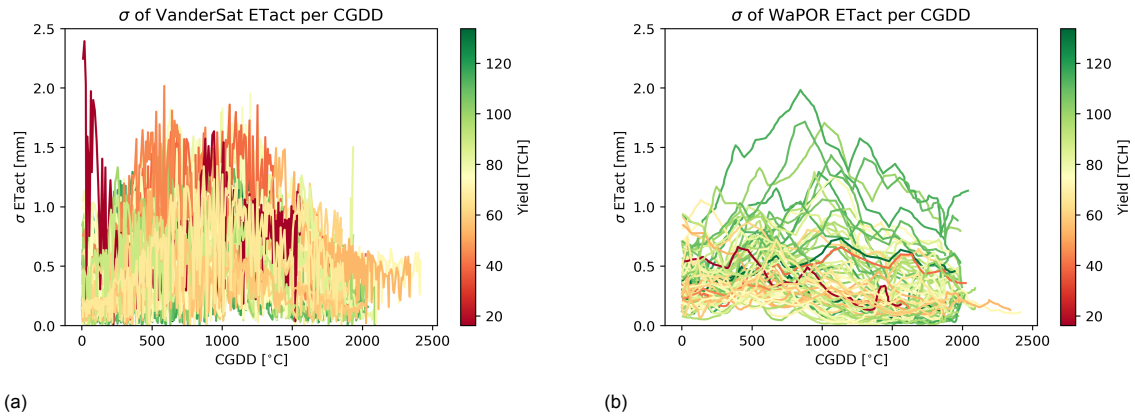 σ of VanderSat ETact per CGDD
2.5
2.0
1.5
1.0
0.5
0.0
σ ETact [mm]
0 500 1000 1500 2000 2500
CGDD [°C]
120
100
80
60
40
20
Yield [TCH]
(a)
σ of WaPOR ETact per CGDD
2.5
2.0
1.5
1.0
0.5
0.0
σ ETact [mm]
0 500 1000 1500 2000 2500
CGDD [°C]
120
100
80
60
40
20
Yield [TCH]
(b)